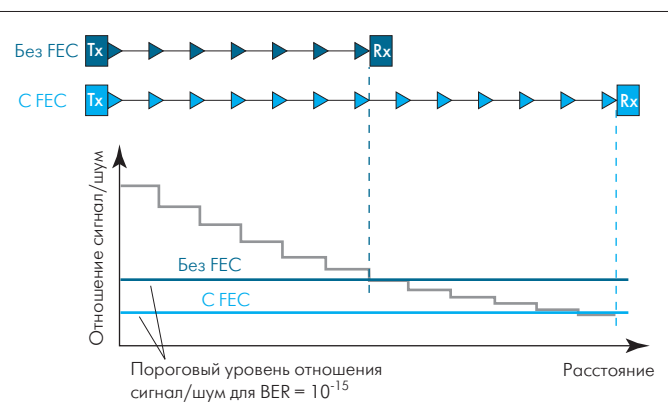 Без FEC Tx Rx
С FEC Tx Rx
Отношение сигнал/шум
Без FEC
С FEC
Пороговый уровень отношения
сигнал/шум для BER = 10⁻¹⁵
Расстояние